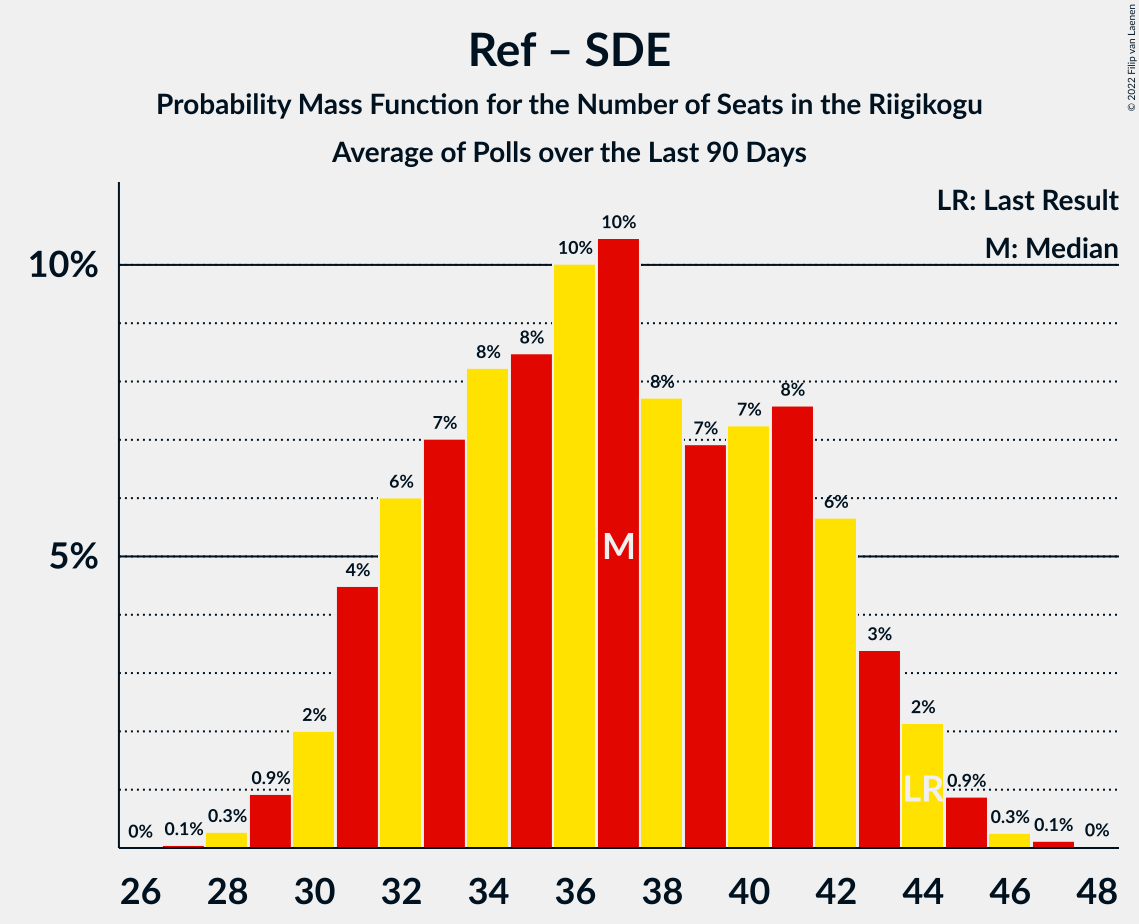 Ref – SDE
Probability Mass Function for the Number of Seats in the Riigikogu
Average of Polls over the Last 90 Days
© 2022 Filip van Laenen
LR: Last Result
M: Median
10%
5%
0% 0.1% 0.3% 0.9% 2% 4% 6% 7% 8% 8% 10% 10% 8% 7% 7% 8% 6% 3% 2% 0.9% 0.3% 0.1% 0%
M
LR
26 28 30 32 34 36 38 40 42 44 46 48